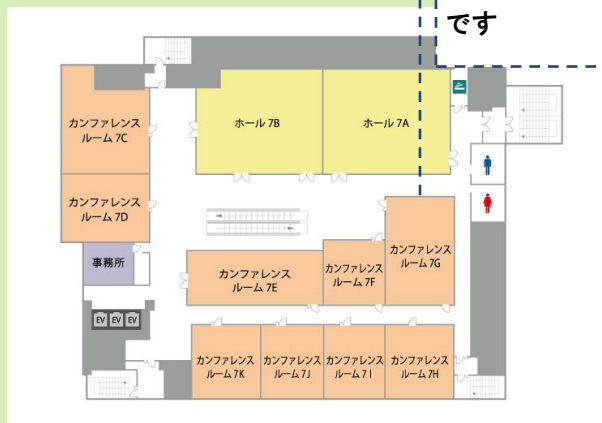 です
カンファレンス
ルーム 7C
ホール 7B
ホール 7A
カンファレンス
ルーム 7D
事務所
カンファレンス
ルーム 7E
カンファレンス
ルーム 7F
カンファレンス
ルーム 7G
EV EV EV
カンファレンス
ルーム 7K
カンファレンス
ルーム 7J
カンファレンス
ルーム 7I
カンファレンス
ルーム 7H